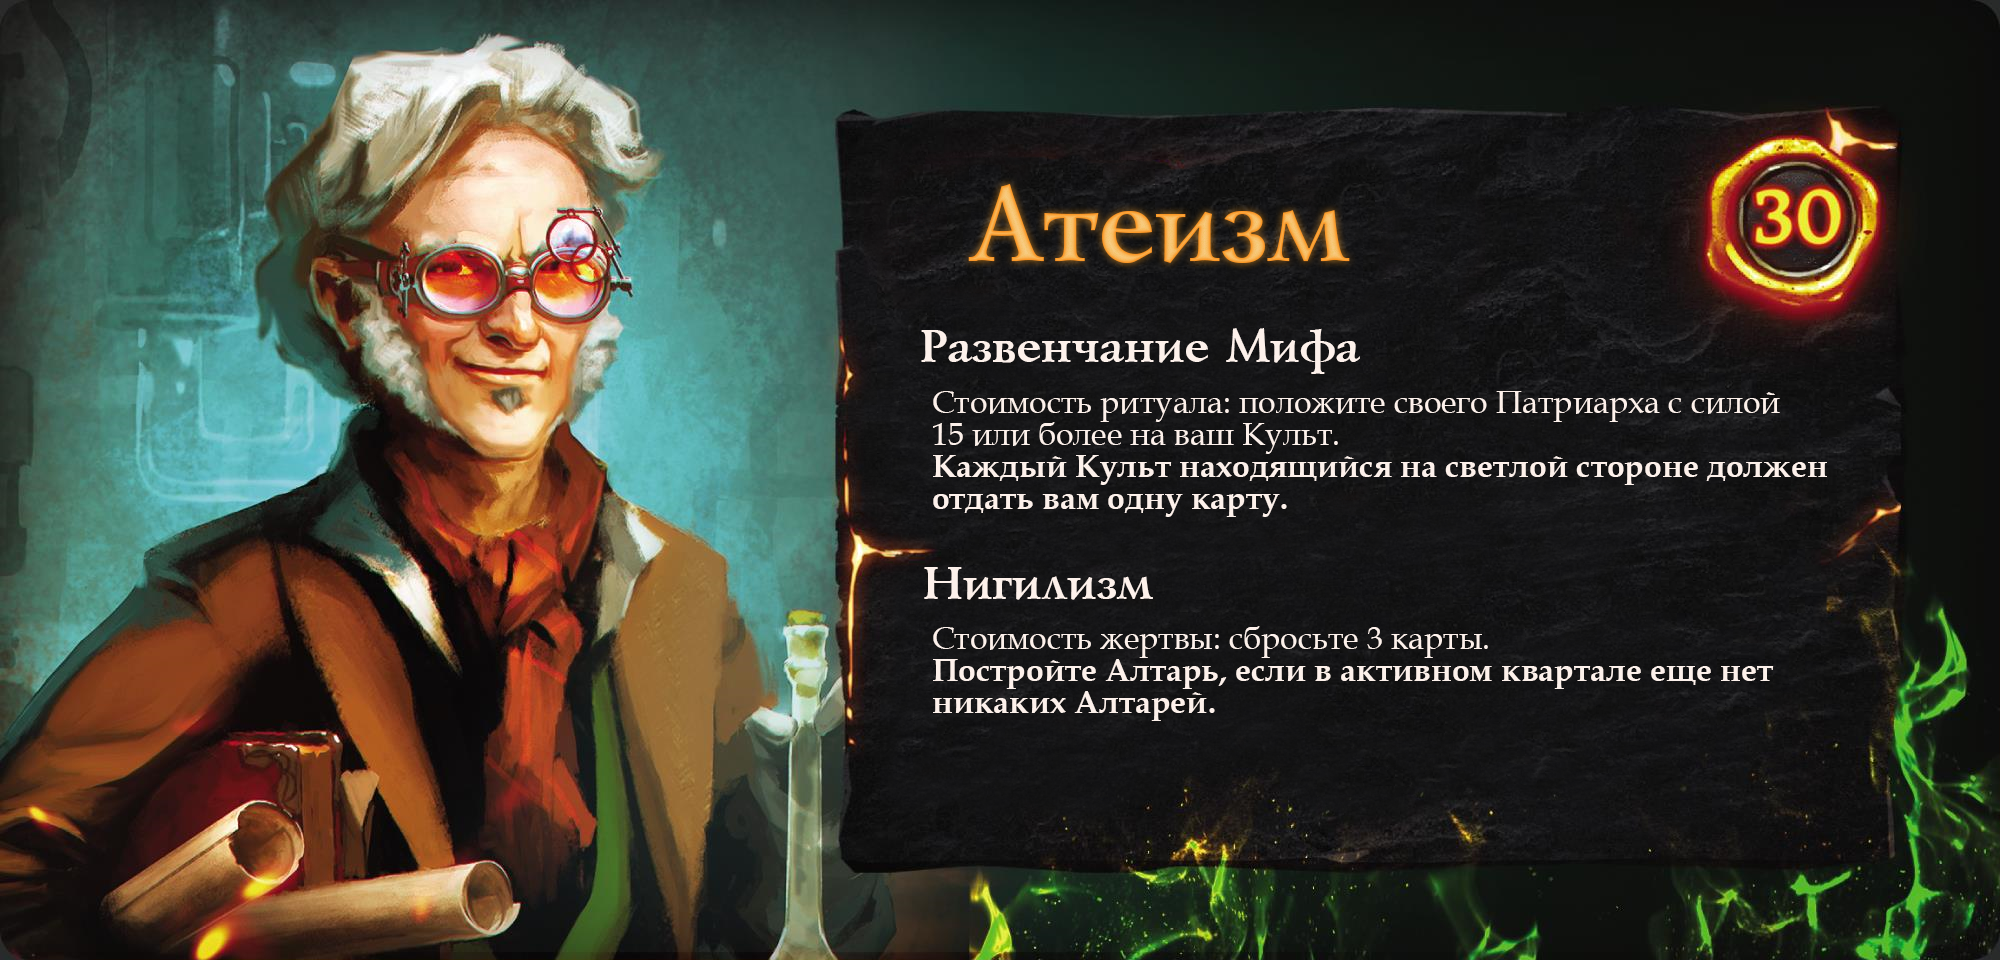 Атеизм
30
Развенчание Мифа
Стоимость ритуала: положите своего Патриарха с силой
15 или более на ваш Культ.
Каждый Культ находящийся на светлой стороне должен
отдать вам одну карту.
Нигилизм
Стоимость жертвы: сбросьте 3 карты.
Постройте Алтарь, если в активном квартале еще нет
никаких Алтарей.